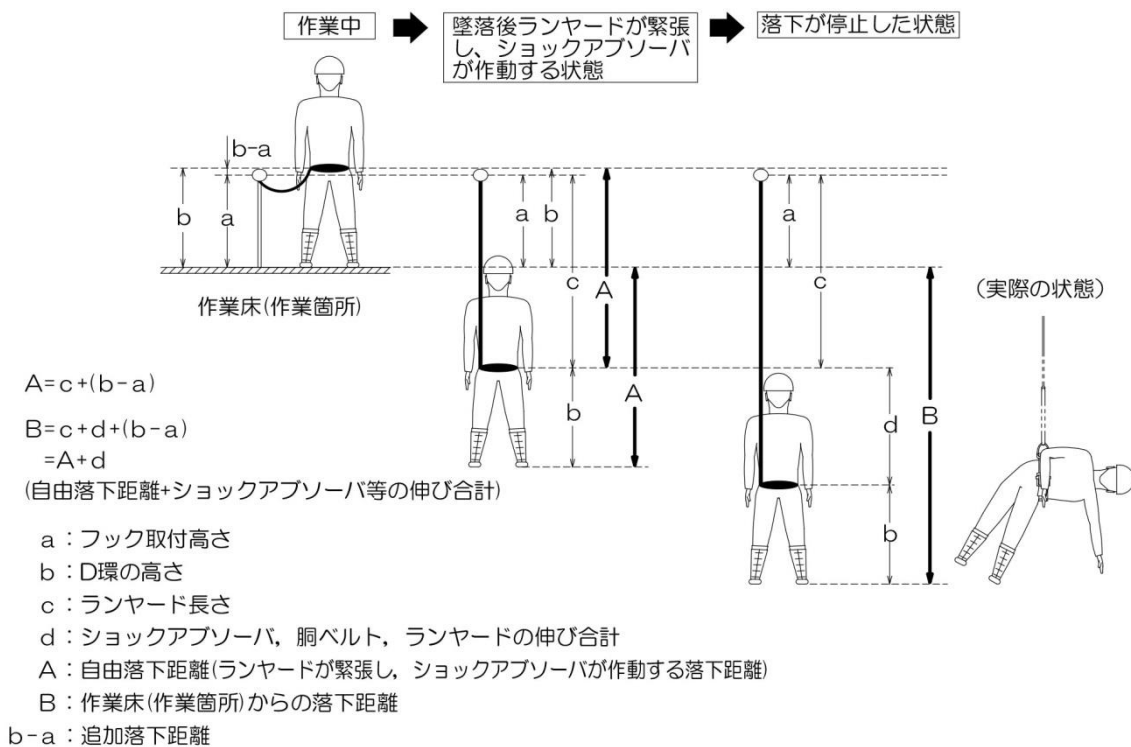 作業中
墜落後ランヤードが緊張
し、ショックアブソーバ
が作動する状態
落下が停止した状態
b-a
b
a
a
b
c
A
b
A
a
c
d
b
B
作業床(作業箇所)
(実際の状態)
A=c+(b-a)
B=c+d+(b-a)
=A+d
(自由落下距離+ショックアブソーバ等の伸び合計)
a：フック取付高さ
b：D環の高さ
c：ランヤード長さ
d：ショックアブソーバ，胴ベルト，ランヤードの伸び合計
A：自由落下距離(ランヤードが緊張し，ショックアブソーバが作動する落下距離)
B：作業床(作業箇所)からの落下距離
b-a：追加落下距離